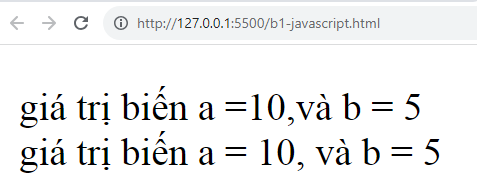 http://127.0.0.1:5500/b1-javascript.html
giá trị biến a =10,và b = 5
giá trị biến a = 10, và b = 5